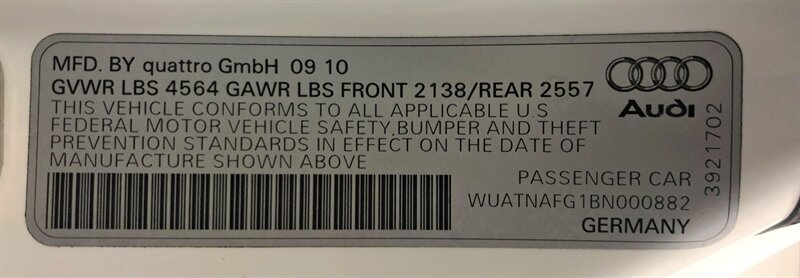 MFD. BY quattro GmbH 09 10
GVWR LBS 4564 GAWR LBS FRONT 2138/REAR 2557
THIS VEHICLE CONFORMS TO ALL APPLICABLE U.S
FEDERAL MOTOR VEHICLE SAFETY,BUMPER AND THEFT
PREVENTION STANDARDS IN EFFECT ON THE DATE OF
MANUFACTURE SHOWN ABOVE
Audi
3921702
PASSENGER CAR
WUATNAFG1BN000882
GERMANY